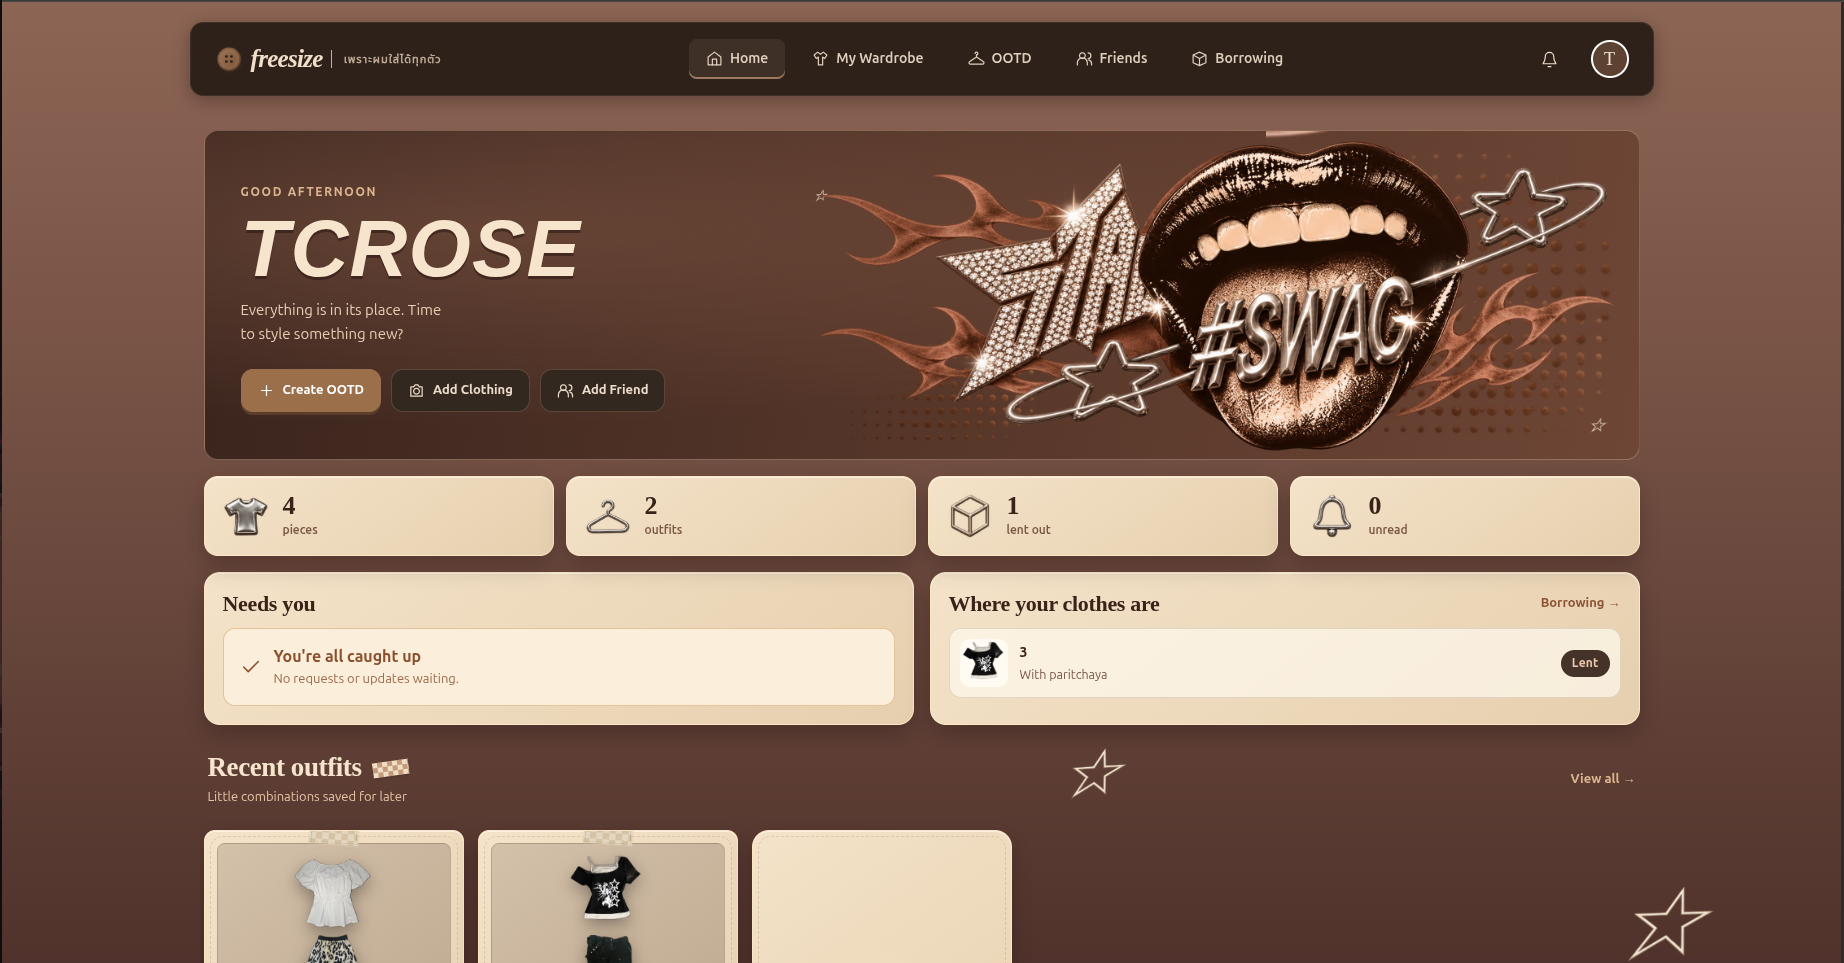 freesize | เพราะผมใส่ได้ทุกตัว
Home
My Wardrobe
OOTD
Friends
Borrowing
T
GOOD AFTERNOON
TCROSE
Everything is in its place. Time
to style something new?
Create OOTD
Add Clothing
Add Friend
STAR
#SWAG
4
pieces
2
outfits
1
lent out
0
unread
Needs you
You're all caught up
No requests or updates waiting.
Where your clothes are
Borrowing →
3
With paritchaya
Lent
Recent outfits
Little combinations saved for later
View all →